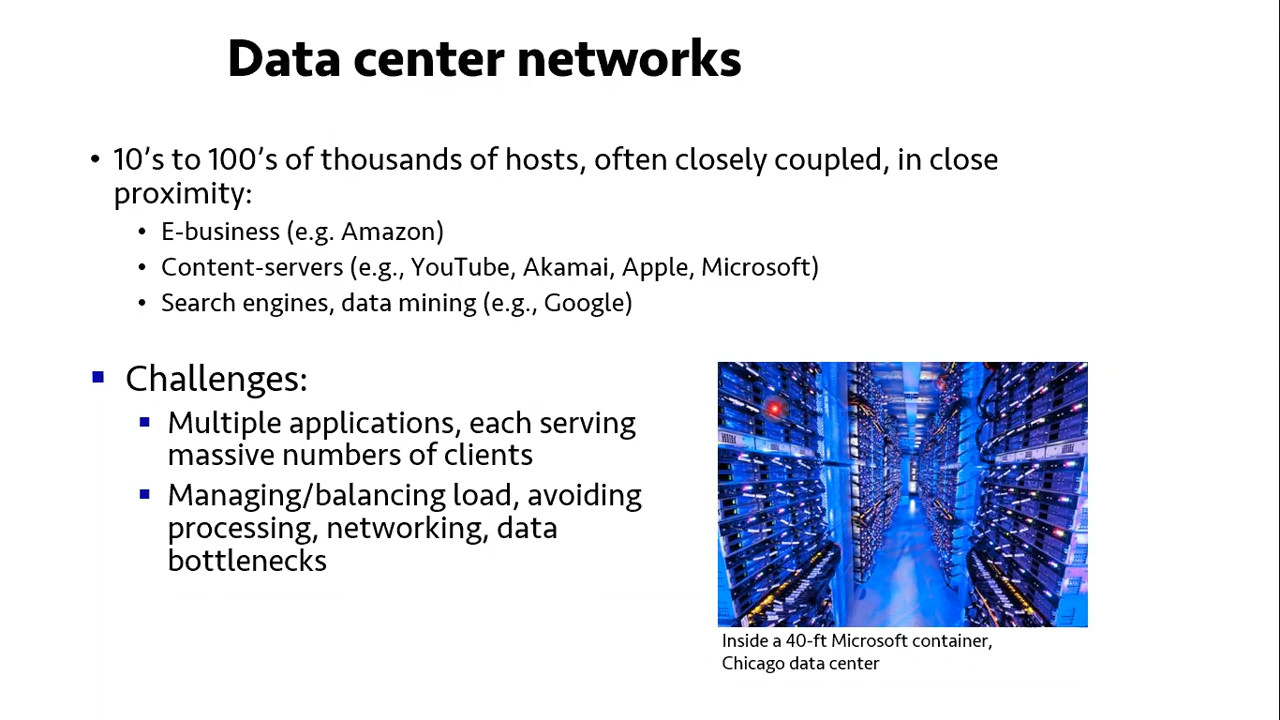 Data center networks
• 10’s to 100’s of thousands of hosts, often closely coupled, in close
proximity:
• E-business (e.g. Amazon)
• Content-servers (e.g., YouTube, Akamai, Apple, Microsoft)
• Search engines, data mining (e.g., Google)
▪ Challenges:
▪ Multiple applications, each serving
massive numbers of clients
▪ Managing/balancing load, avoiding
processing, networking, data
bottlenecks
Inside a 40-ft Microsoft container,
Chicago data center